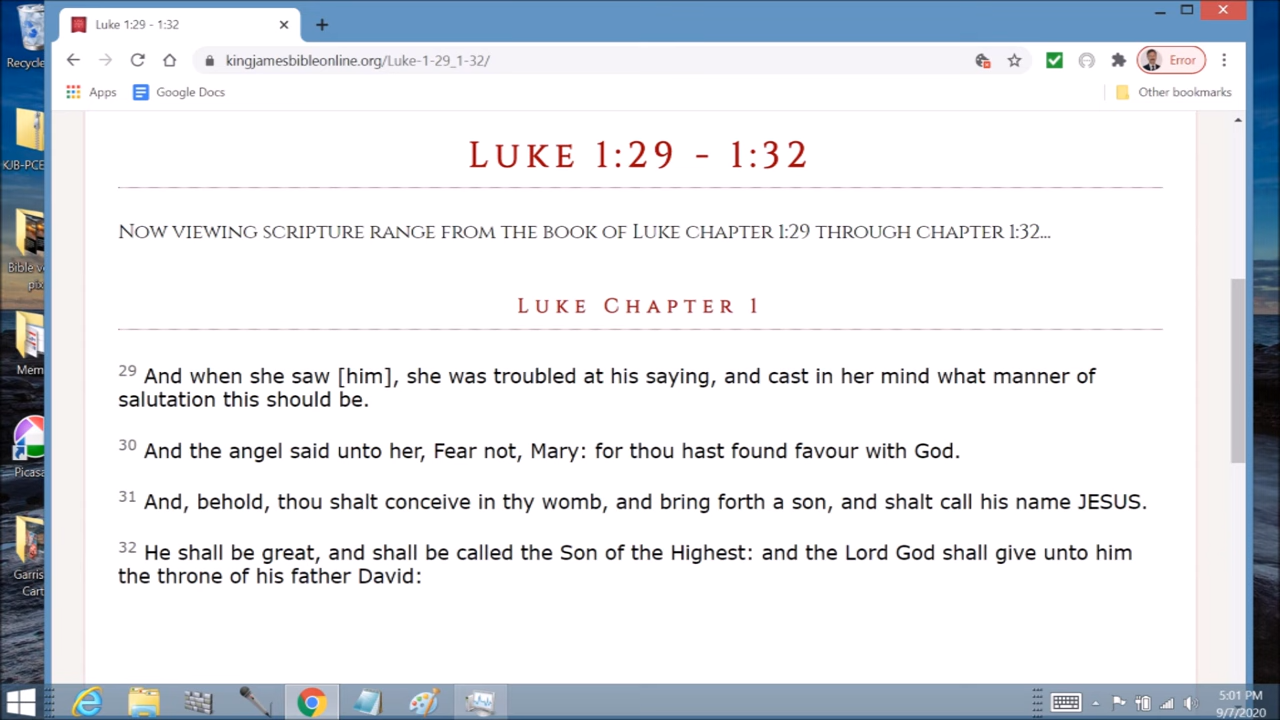 Recycle
Luke 1:29 - 1:32
kingjamesbibleonline.org/Luke-1-29_1-32/
Error
Apps
Google Docs
Other bookmarks
KJB-PCE
LUKE 1:29 - 1:32
NOW VIEWING SCRIPTURE RANGE FROM THE BOOK OF LUKE CHAPTER 1:29 THROUGH CHAPTER 1:32...
Bible v
pix
LUKE CHAPTER 1
29 And when she saw [him], she was troubled at his saying, and cast in her mind what manner of
salutation this should be.
Mem
30 And the angel said unto her, Fear not, Mary: for thou hast found favour with God.
Picasa
31 And, behold, thou shalt conceive in thy womb, and bring forth a son, and shalt call his name JESUS.
32 He shall be great, and shall be called the Son of the Highest: and the Lord God shall give unto him
the throne of his father David:
Garris
Cart
5:01 PM
9/7/2020